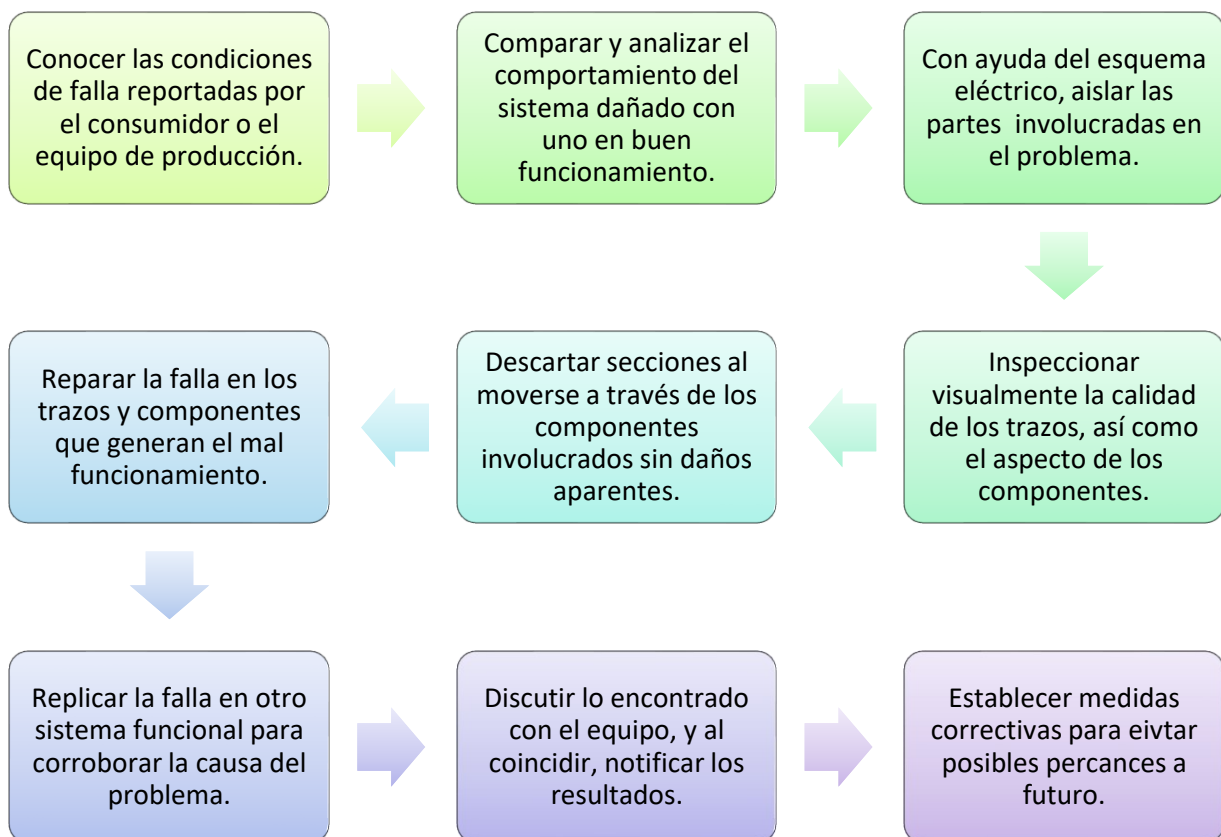 Conocer las condiciones
de falla reportadas por
el consumidor o el
equipo de producción.
Comparar y analizar el
comportamiento del
sistema dañado con
uno en buen
funcionamiento.
Con ayuda del esquema
eléctrico, aislar las
partes involucradas en
el problema.
Inspeccionar
visualmente la calidad
de los trazos, así como
el aspecto de los
componentes.
Descartar secciones al
moverse a través de los
componentes
involucrados sin daños
aparentes.
Reparar la falla en los
trazos y componentes
que generan el mal
funcionamiento.
Replicar la falla en otro
sistema funcional para
corroborar la causa del
problema.
Discutir lo encontrado
con el equipo, y al
coincidir, notificar los
resultados.
Establecer medidas
correctivas para eivtar
posibles percances a
futuro.